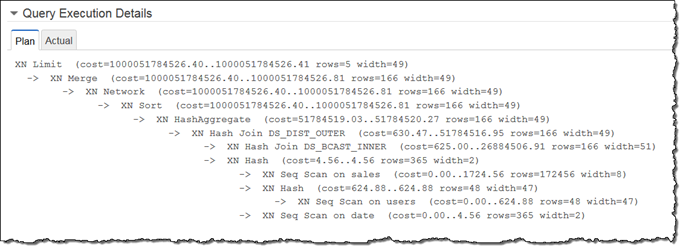 Query Execution Details
Plan Actual
XN Limit (cost=1000051784526.40..1000051784526.41 rows=5 width=49)
-> XN Merge (cost=1000051784526.40..1000051784526.81 rows=166 width=49)
-> XN Network (cost=1000051784526.40..1000051784526.81 rows=166 width=49)
-> XN Sort (cost=1000051784526.40..1000051784526.81 rows=166 width=49)
-> XN HashAggregate (cost=51784519.03..51784520.27 rows=166 width=49)
-> XN Hash Join DS_DIST_OUTER (cost=630.47..51784516.95 rows=166 width=49)
-> XN Hash Join DS_BCAST_INNER (cost=625.00..26884506.91 rows=166 width=51)
-> XN Hash (cost=4.56..4.56 rows=365 width=2)
-> XN Seq Scan on sales (cost=0.00..1724.56 rows=172456 width=8)
-> XN Hash (cost=624.88..624.88 rows=48 width=47)
-> XN Seq Scan on users (cost=0.00..624.88 rows=48 width=47)
-> XN Seq Scan on date (cost=0.00..4.56 rows=365 width=2)